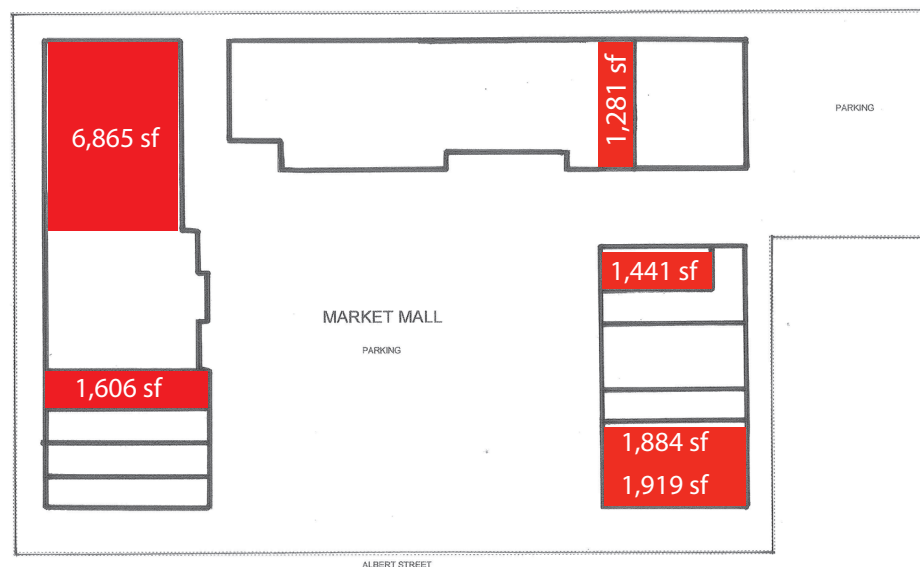 6,865 sf
1,281 sf
PARKING
1,441 sf
MARKET MALL
PARKING
1,606 sf
1,884 sf
1,919 sf
ALBERT STREET